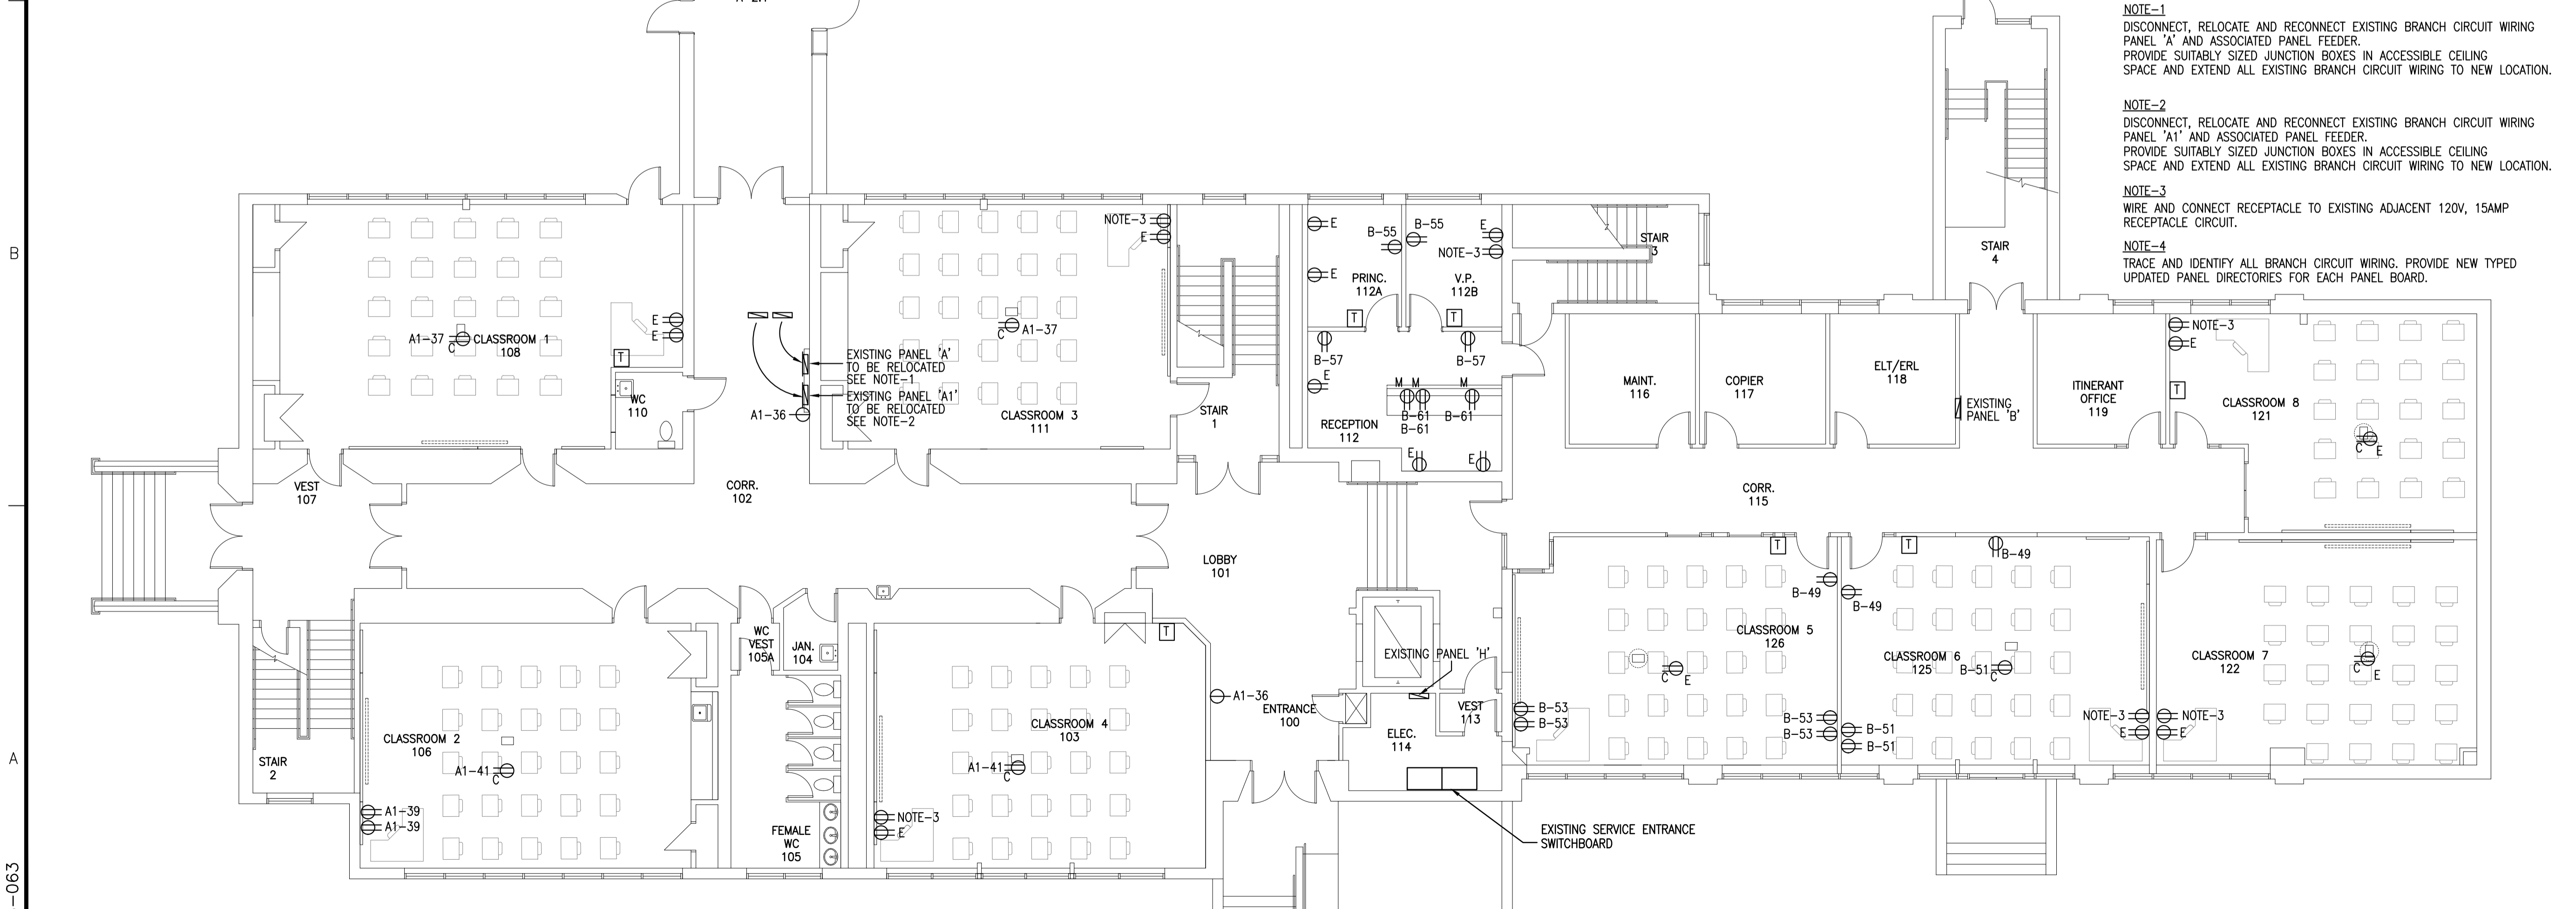 NOTE-1
DISCONNECT, RELOCATE AND RECONNECT EXISTING BRANCH CIRCUIT WIRING
PANEL 'A' AND ASSOCIATED PANEL FEEDER.
PROVIDE SUITABLY SIZED JUNCTION BOXES IN ACCESSIBLE CEILING
SPACE AND EXTEND ALL EXISTING BRANCH CIRCUIT WIRING TO NEW LOCATION.
NOTE-2
DISCONNECT, RELOCATE AND RECONNECT EXISTING BRANCH CIRCUIT WIRING
PANEL 'A1' AND ASSOCIATED PANEL FEEDER.
PROVIDE SUITABLY SIZED JUNCTION BOXES IN ACCESSIBLE CEILING
SPACE AND EXTEND ALL EXISTING BRANCH CIRCUIT WIRING TO NEW LOCATION.
NOTE-3
WIRE AND CONNECT RECEPTACLE TO EXISTING ADJACENT 120V, 15AMP
RECEPTACLE CIRCUIT.
NOTE-4
TRACE AND IDENTIFY ALL BRANCH CIRCUIT WIRING. PROVIDE NEW TYPED
UPDATED PANEL DIRECTORIES FOR EACH PANEL BOARD.
B
A
-063
A1-37
C
CLASSROOM 1
108
E
E
T
WC
110
EXISTING PANEL 'A'
TO BE RELOCATED
SEE NOTE-1
EXISTING PANEL 'A1'
TO BE RELOCATED
SEE NOTE-2
A1-36
NOTE-3
E
A1-37
C
CLASSROOM 3
111
STAIR
1
E
E
B-55
PRINC.
112A
T
B-55
E
NOTE-3
V.P.
112B
T
B-57
B-57
E
M M
M
B-61
B-61
B-61
RECEPTION
112
E
E
STAIR
3
STAIR
4
MAINT.
116
COPIER
117
ELT/ERL
118
EXISTING
PANEL 'B'
ITINERANT
OFFICE
119
NOTE-3
E
T
CLASSROOM 8
121
C
E
VEST
107
CORR.
102
CORR.
115
LOBBY
101
STAIR
2
CLASSROOM 2
106
A1-41
C
A1-39
A1-39
WC
VEST
105A
JAN.
104
FEMALE
WC
105
T
CLASSROOM 4
103
A1-41
C
NOTE-3
E
A1-36
ENTRANCE
100
EXISTING PANEL 'H'
VEST
113
ELEC.
114
EXISTING SERVICE ENTRANCE
SWITCHBOARD
T
B-49
CLASSROOM 5
126
C
E
B-53
B-53
B-53
B-53
T
B-49
B-49
CLASSROOM 6
125
B-51
C
B-51
B-51
NOTE-3
E
CLASSROOM 7
122
C
E
NOTE-3
E